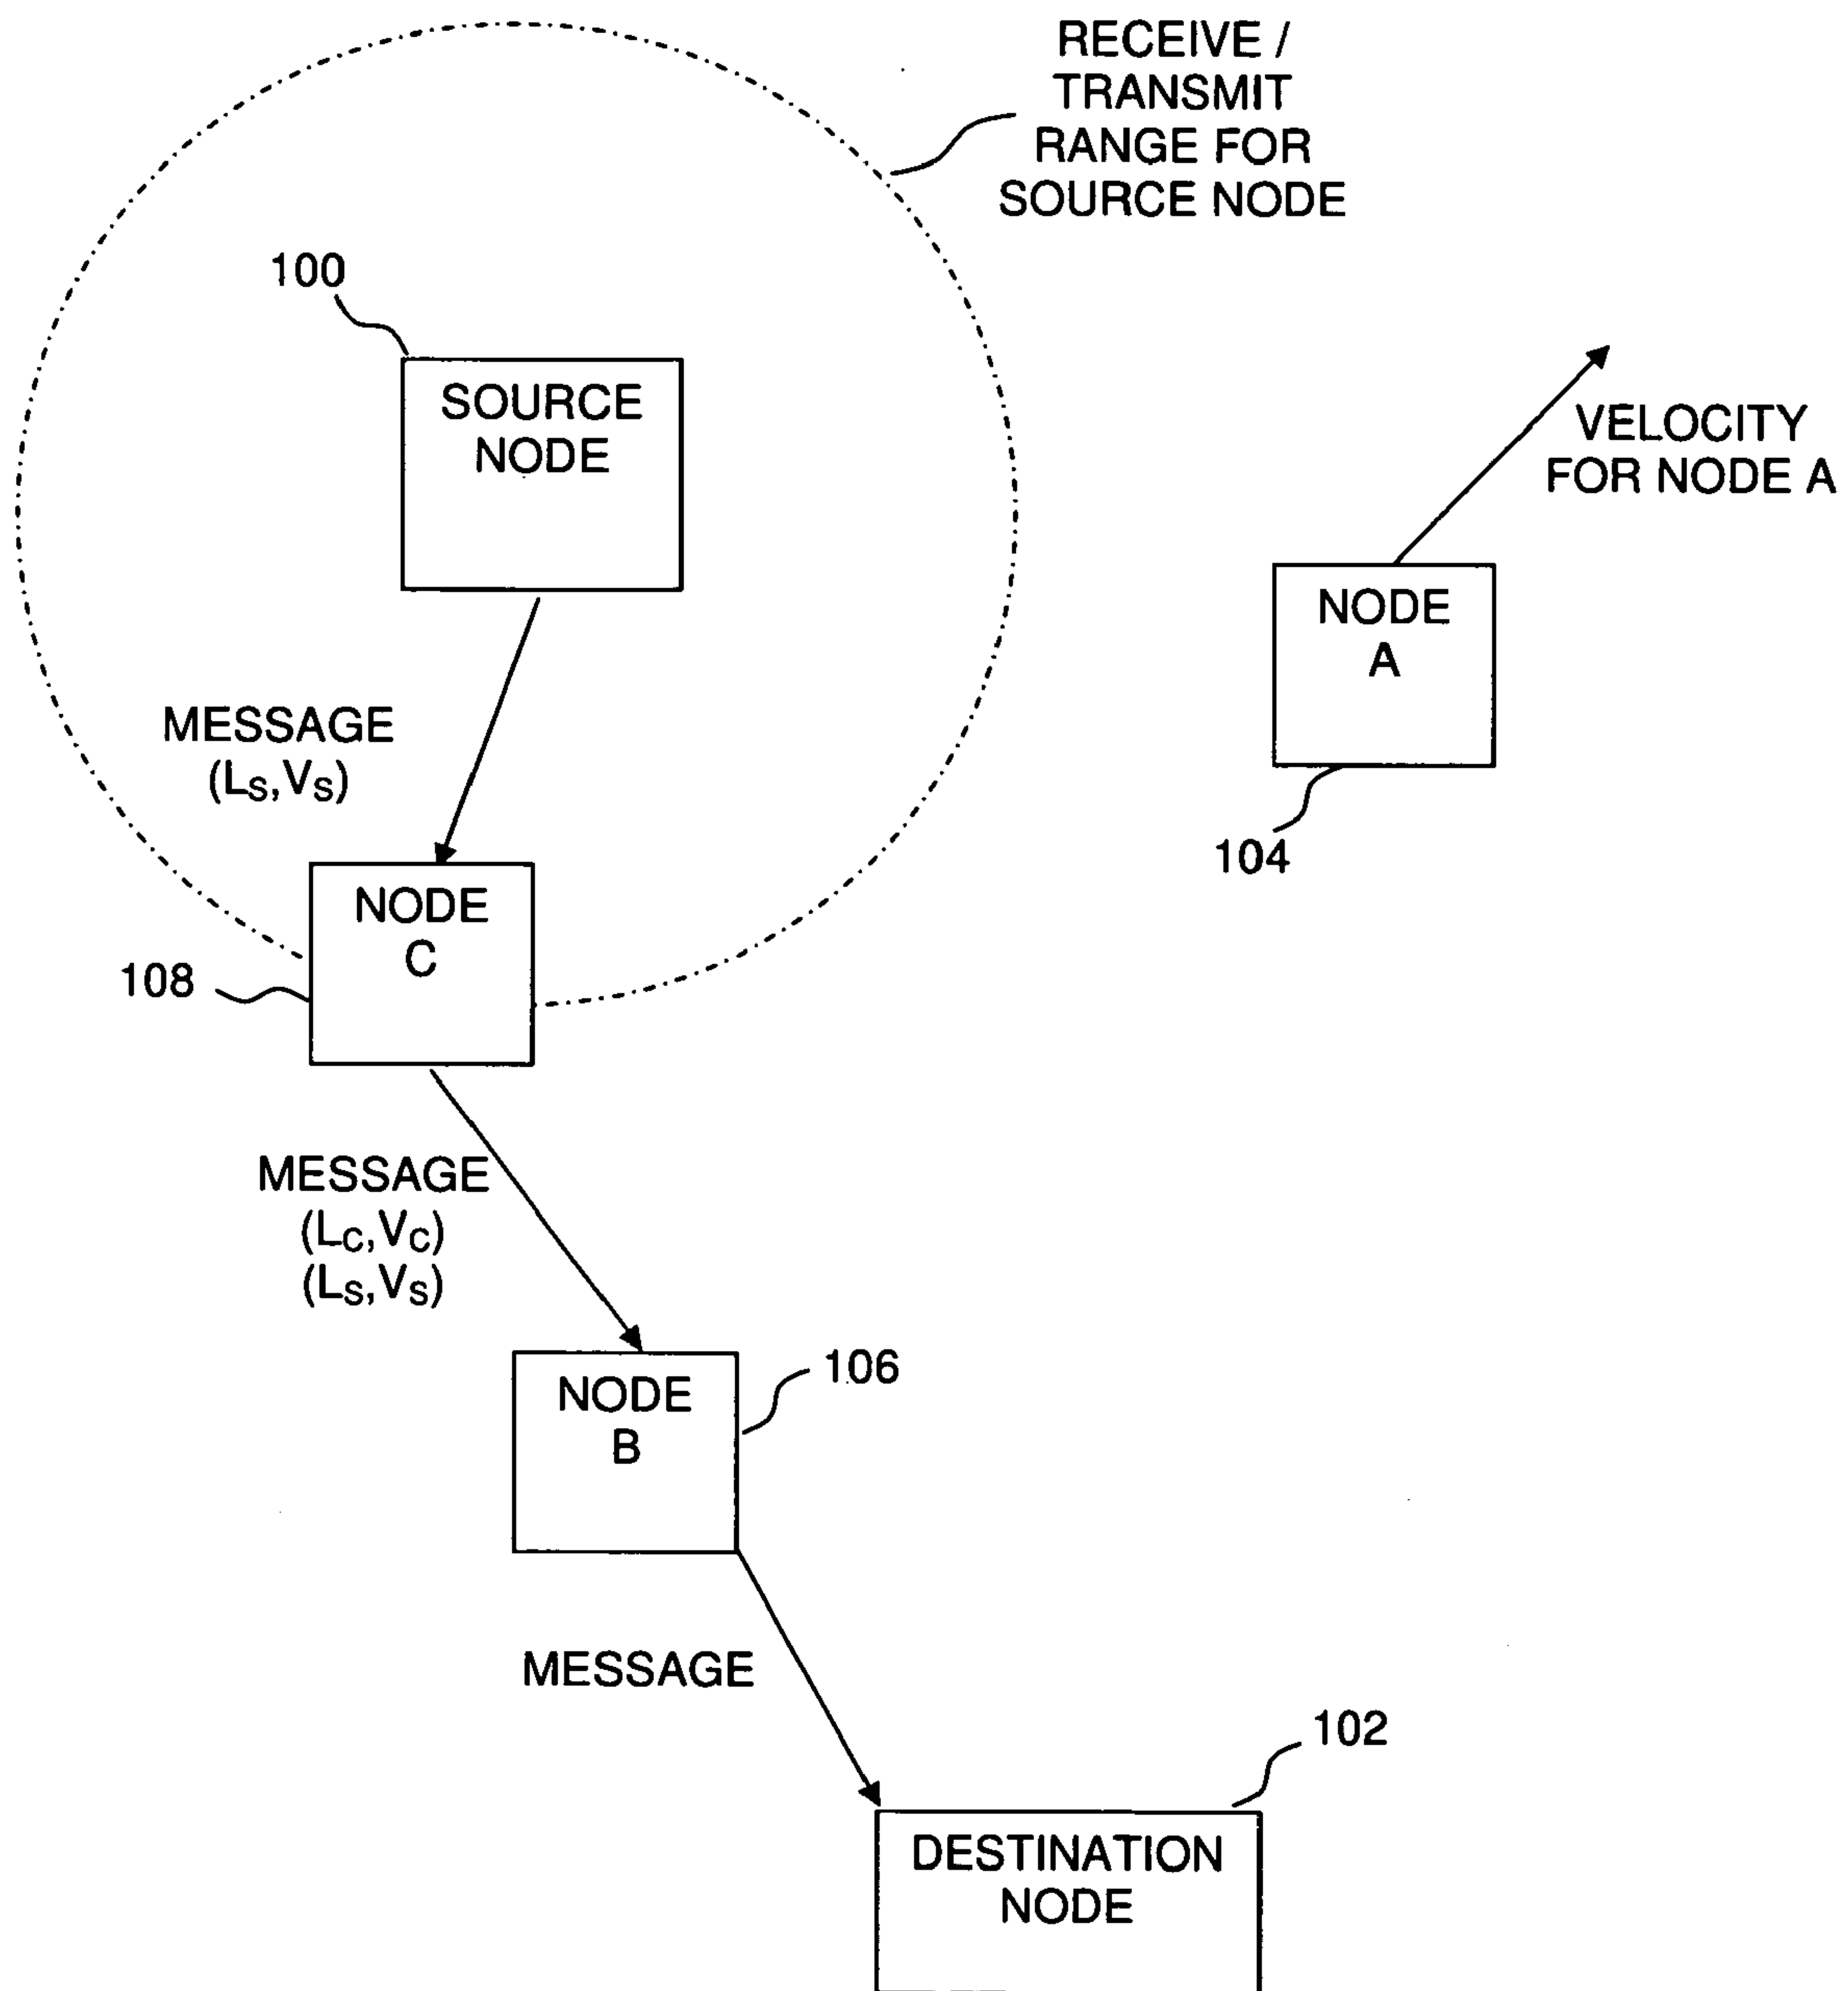 RECEIVE /
TRANSMIT
RANGE FOR
SOURCE NODE
100
SOURCE
NODE
VELOCITY
FOR NODE A
NODE
A
104
MESSAGE
(LS,VS)
NODE
C
108
MESSAGE
(LC,VC)
(LS,VS)
NODE
B
106
MESSAGE
102
DESTINATION
NODE